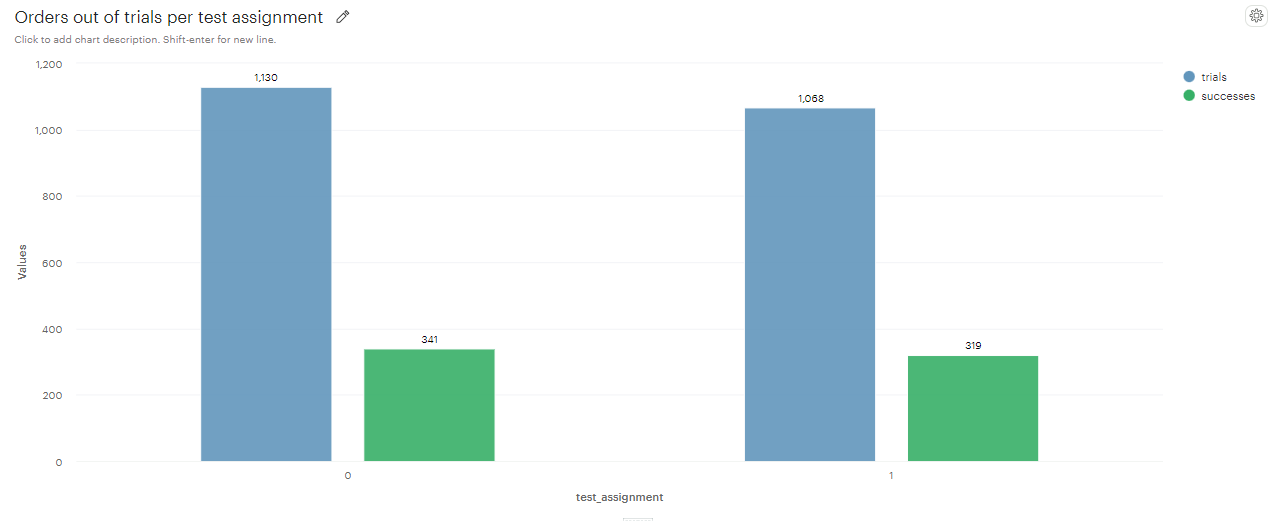 Orders out of trials per test assignment
Click to add chart description. Shift-enter for new line.
1,200
1,000
800
600
400
200
0
Values
1,130
341
1,068
319
0
1
test_assignment
trials
successes